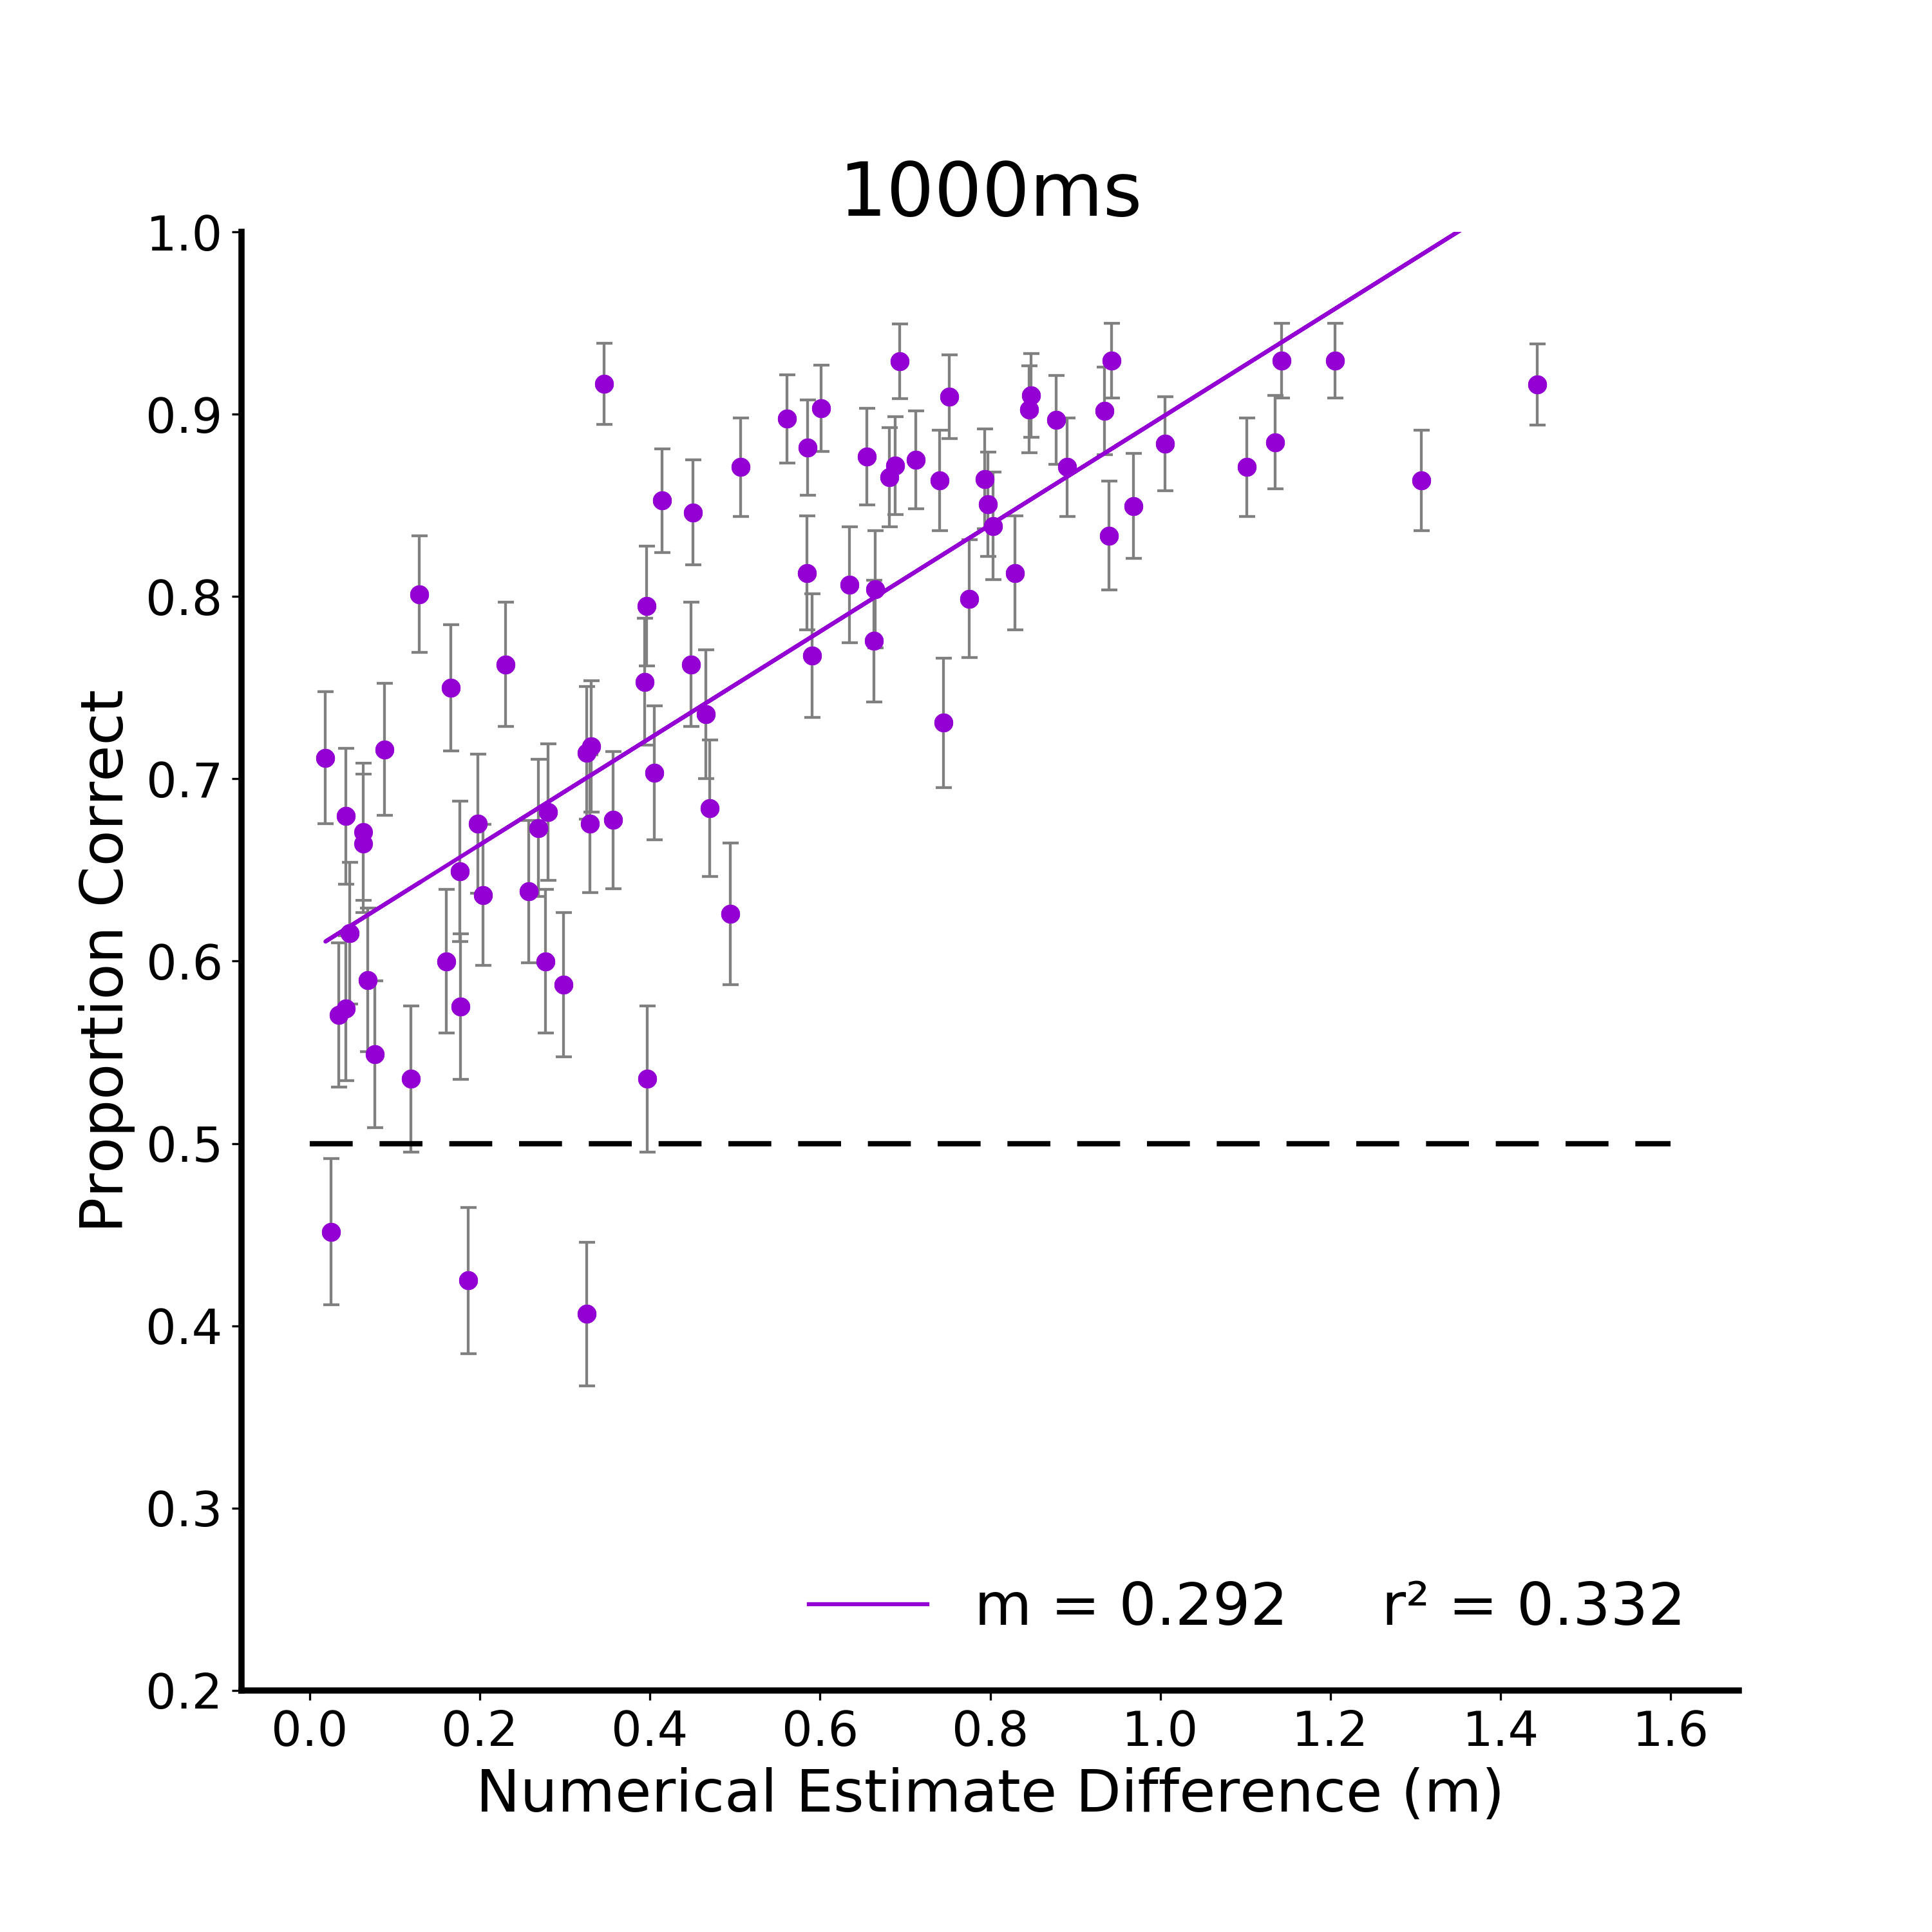 1000ms
1.0
0.9
0.8
0.7
0.6
0.5
0.4
0.3
0.2
Proportion Correct
m = 0.292 r² = 0.332
0.0 0.2 0.4 0.6 0.8 1.0 1.2 1.4 1.6
Numerical Estimate Difference (m)